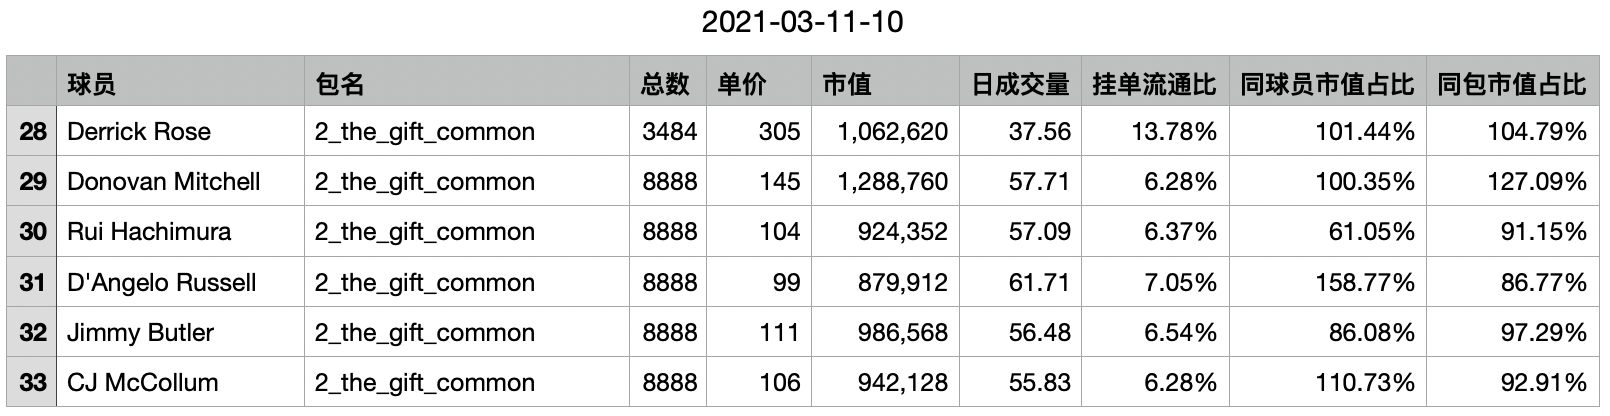 2021-03-11-10
球员 包名 总数 单价 市值 日成交量 挂单流通比 同球员市值占比 同包市值占比
28 Derrick Rose 2_the_gift_common 3484 305 1,062,620 37.56 13.78% 101.44% 104.79%
29 Donovan Mitchell 2_the_gift_common 8888 145 1,288,760 57.71 6.28% 100.35% 127.09%
30 Rui Hachimura 2_the_gift_common 8888 104 924,352 57.09 6.37% 61.05% 91.15%
31 D'Angelo Russell 2_the_gift_common 8888 99 879,912 61.71 7.05% 158.77% 86.77%
32 Jimmy Butler 2_the_gift_common 8888 111 986,568 56.48 6.54% 86.08% 97.29%
33 CJ McCollum 2_the_gift_common 8888 106 942,128 55.83 6.28% 110.73% 92.91%